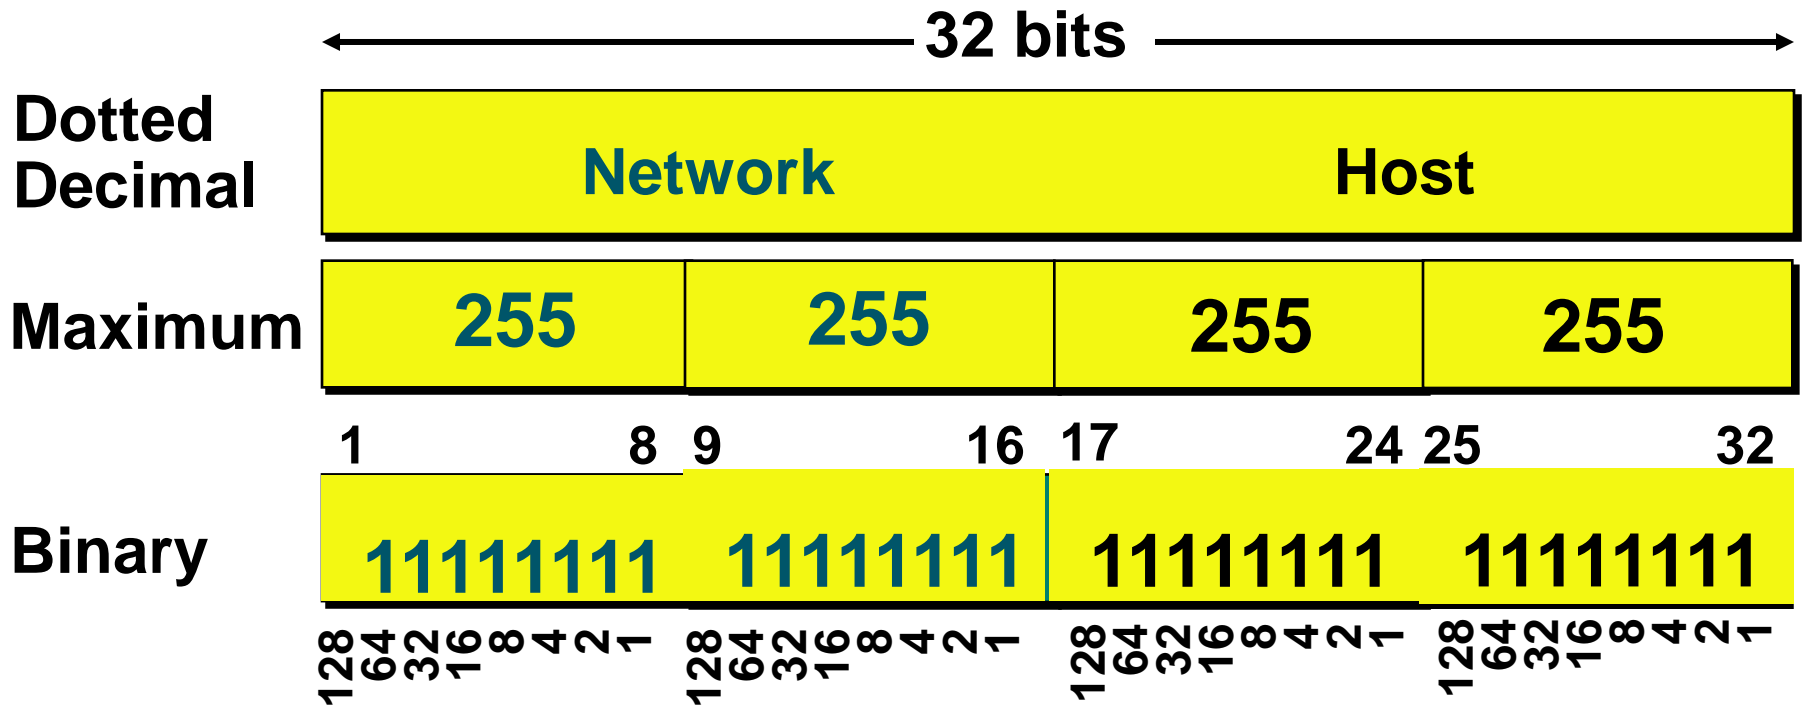 32 bits
Dotted
Decimal
Network Host
Maximum 255 255 255 255
1 8 9 16 17 24 25 32
Binary 11111111 11111111 11111111 11111111
128 64 32 16 8 4 2 1 128 64 32 16 8 4 2 1 128 64 32 16 8 4 2 1 128 64 32 16 8 4 2 1